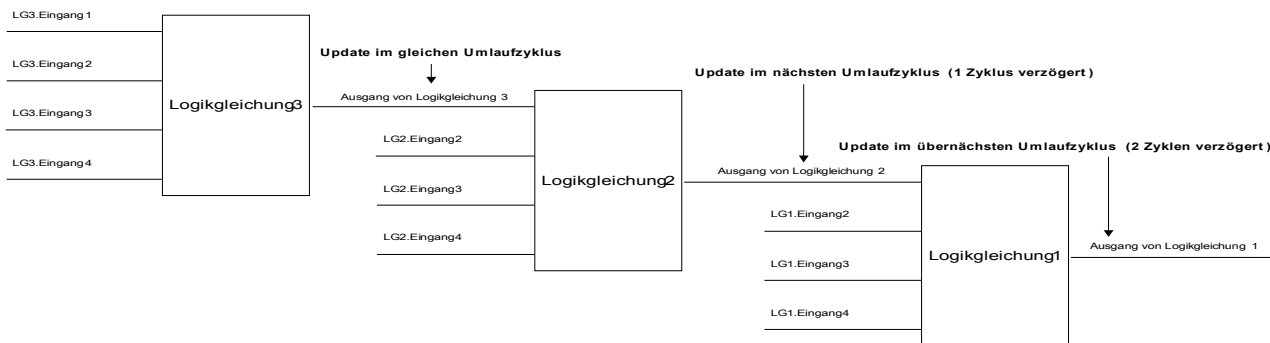 LG3.Eingang1
LG3.Eingang2
LG3.Eingang3
LG3.Eingang4
Logikgleichung3
Update im gleichen Umlaufzyklus
Ausgang von Logikgleichung 3
LG2.Eingang2
LG2.Eingang3
LG2.Eingang4
Logikgleichung2
Update im nächsten Umlaufzyklus (1 Zyklus verzögert)
Ausgang von Logikgleichung 2
LG1.Eingang2
LG1.Eingang3
LG1.Eingang4
Logikgleichung1
Update im übernächsten Umlaufzyklus (2 Zyklen verzögert)
Ausgang von Logikgleichung 1